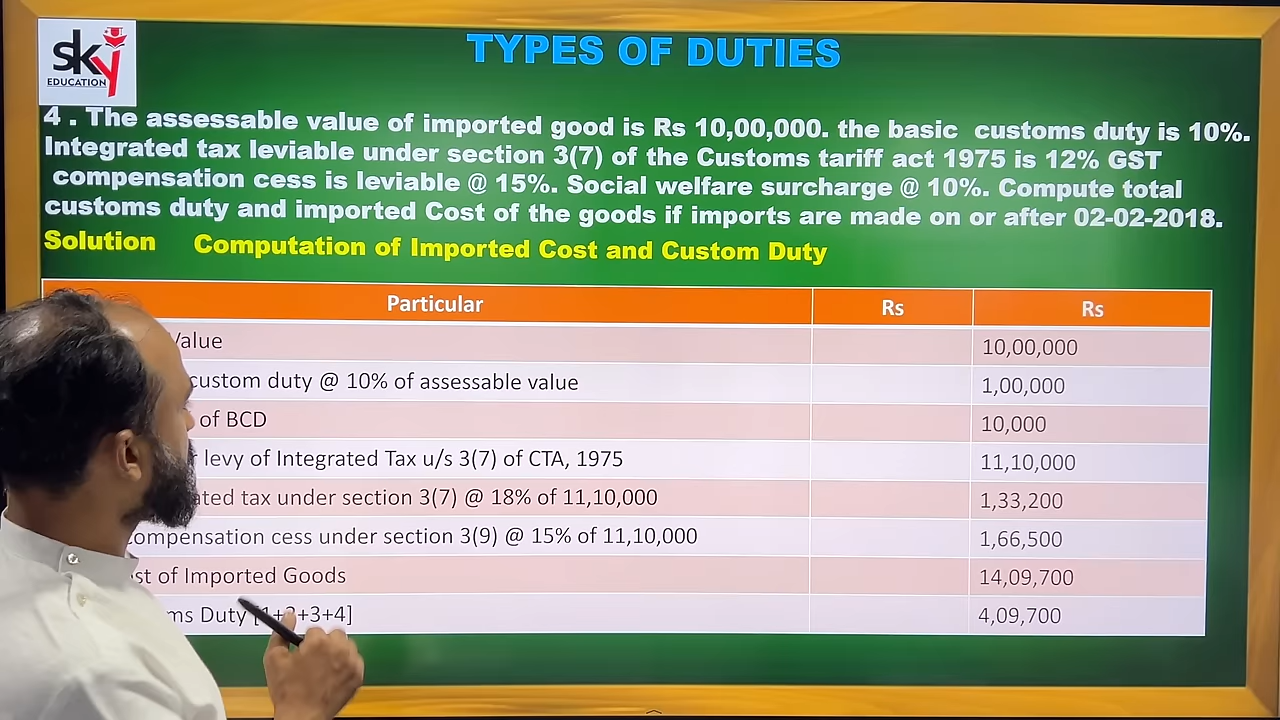 sky
EDUCATION
TYPES OF DUTIES
4 . The assessable value of imported good is Rs 10,00,000. the basic customs duty is 10%.
Integrated tax leviable under section 3(7) of the Customs tariff act 1975 is 12% GST
compensation cess is leviable @ 15%. Social welfare surcharge @ 10%. Compute total
customs duty and imported Cost of the goods if imports are made on or after 02-02-2018.
Solution Computation of Imported Cost and Custom Duty
Particular Rs Rs
Value 10,00,000
custom duty @ 10% of assessable value 1,00,000
of BCD 10,000
levy of Integrated Tax u/s 3(7) of CTA, 1975 11,10,000
tax under section 3(7) @ 18% of 11,10,000 1,33,200
compensation cess under section 3(9) @ 15% of 11,10,000 1,66,500
of Imported Goods 14,09,700
Duty [1+2+3+4] 4,09,700